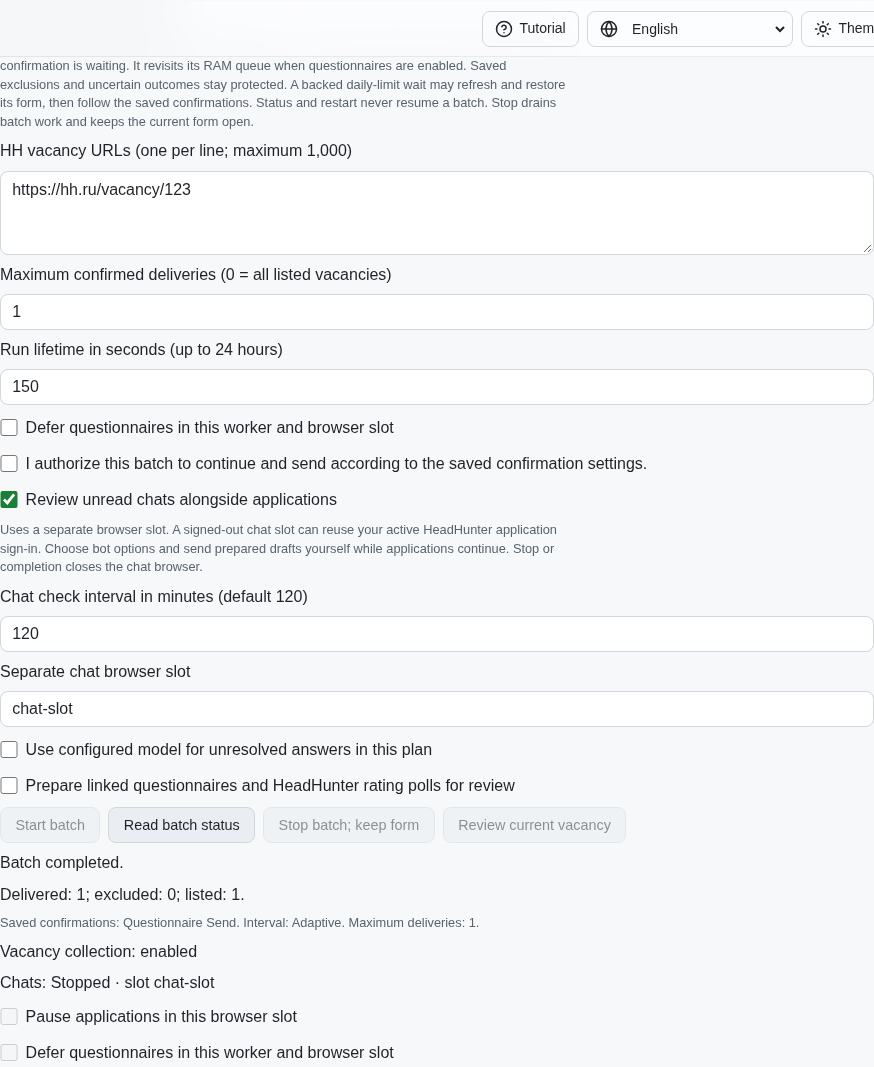 Tutorial
English
Them
confirmation is waiting. It revisits its RAM queue when questionnaires are enabled. Saved
exclusions and uncertain outcomes stay protected. A backed daily-limit wait may refresh and restore
its form, then follow the saved confirmations. Status and restart never resume a batch. Stop drains
batch work and keeps the current form open.
HH vacancy URLs (one per line; maximum 1,000)
https://hh.ru/vacancy/123
Maximum confirmed deliveries (0 = all listed vacancies)
1
Run lifetime in seconds (up to 24 hours)
150
Defer questionnaires in this worker and browser slot
I authorize this batch to continue and send according to the saved confirmation settings.
Review unread chats alongside applications
Uses a separate browser slot. A signed-out chat slot can reuse your active HeadHunter application
sign-in. Choose bot options and send prepared drafts yourself while applications continue. Stop or
completion closes the chat browser.
Chat check interval in minutes (default 120)
120
Separate chat browser slot
chat-slot
Use configured model for unresolved answers in this plan
Prepare linked questionnaires and HeadHunter rating polls for review
Start batch
Read batch status
Stop batch; keep form
Review current vacancy
Batch completed.
Delivered: 1; excluded: 0; listed: 1.
Saved confirmations: Questionnaire Send. Interval: Adaptive. Maximum deliveries: 1.
Vacancy collection: enabled
Chats: Stopped · slot chat-slot
Pause applications in this browser slot
Defer questionnaires in this worker and browser slot